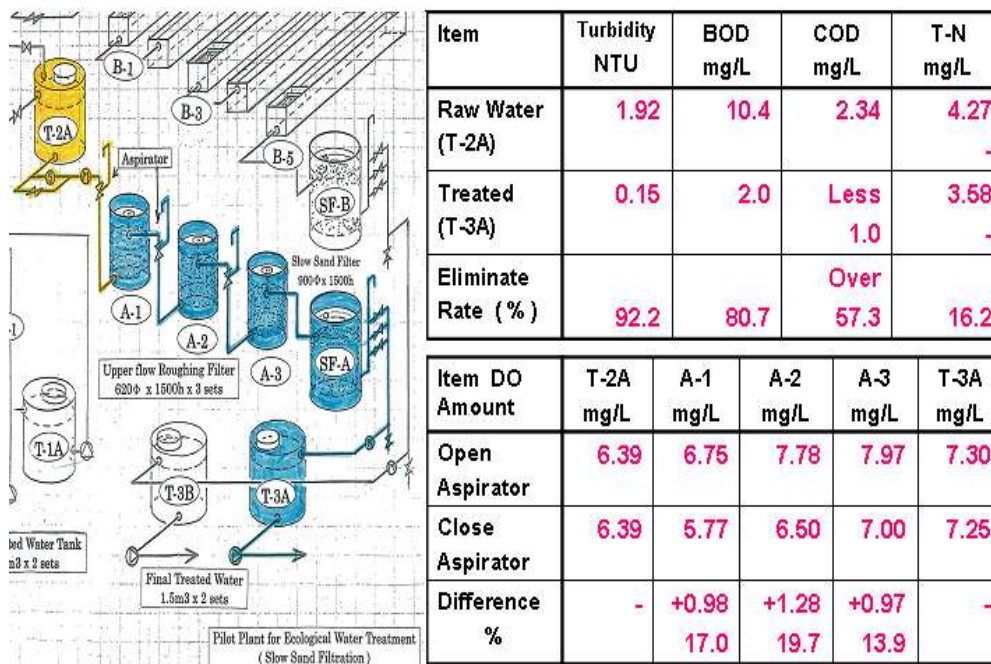 B-1
B-3
B-5
T-2A
Aspirator
SF-B
Slow Sand Filter
900Φ x 1500h
A-1
A-2
A-3
SF-A
Upper flow Roughing Filter
620Φ x 1500h x 3 sets
T-1A
T-3B
T-3A
ed Water Tank
m3 x 2 sets
Final Treated Water
1.5m3 x 2 sets
Pilot Plant for Ecological Water Treatment
( Slow Sand Filtration )
Item Turbidity NTU BOD mg/L COD mg/L T-N mg/L
Raw Water (T-2A) 1.92 10.4 2.34 4.27 -
Treated (T-3A) 0.15 2.0 Less 1.0 3.58 -
Eliminate Rate (%) 92.2 80.7 Over 57.3 16.2
Item DO Amount T-2A mg/L A-1 mg/L A-2 mg/L A-3 mg/L T-3A mg/L
Open Aspirator 6.39 6.75 7.78 7.97 7.30
Close Aspirator 6.39 5.77 6.50 7.00 7.25
Difference % - +0.98 17.0 +1.28 19.7 +0.97 13.9 -